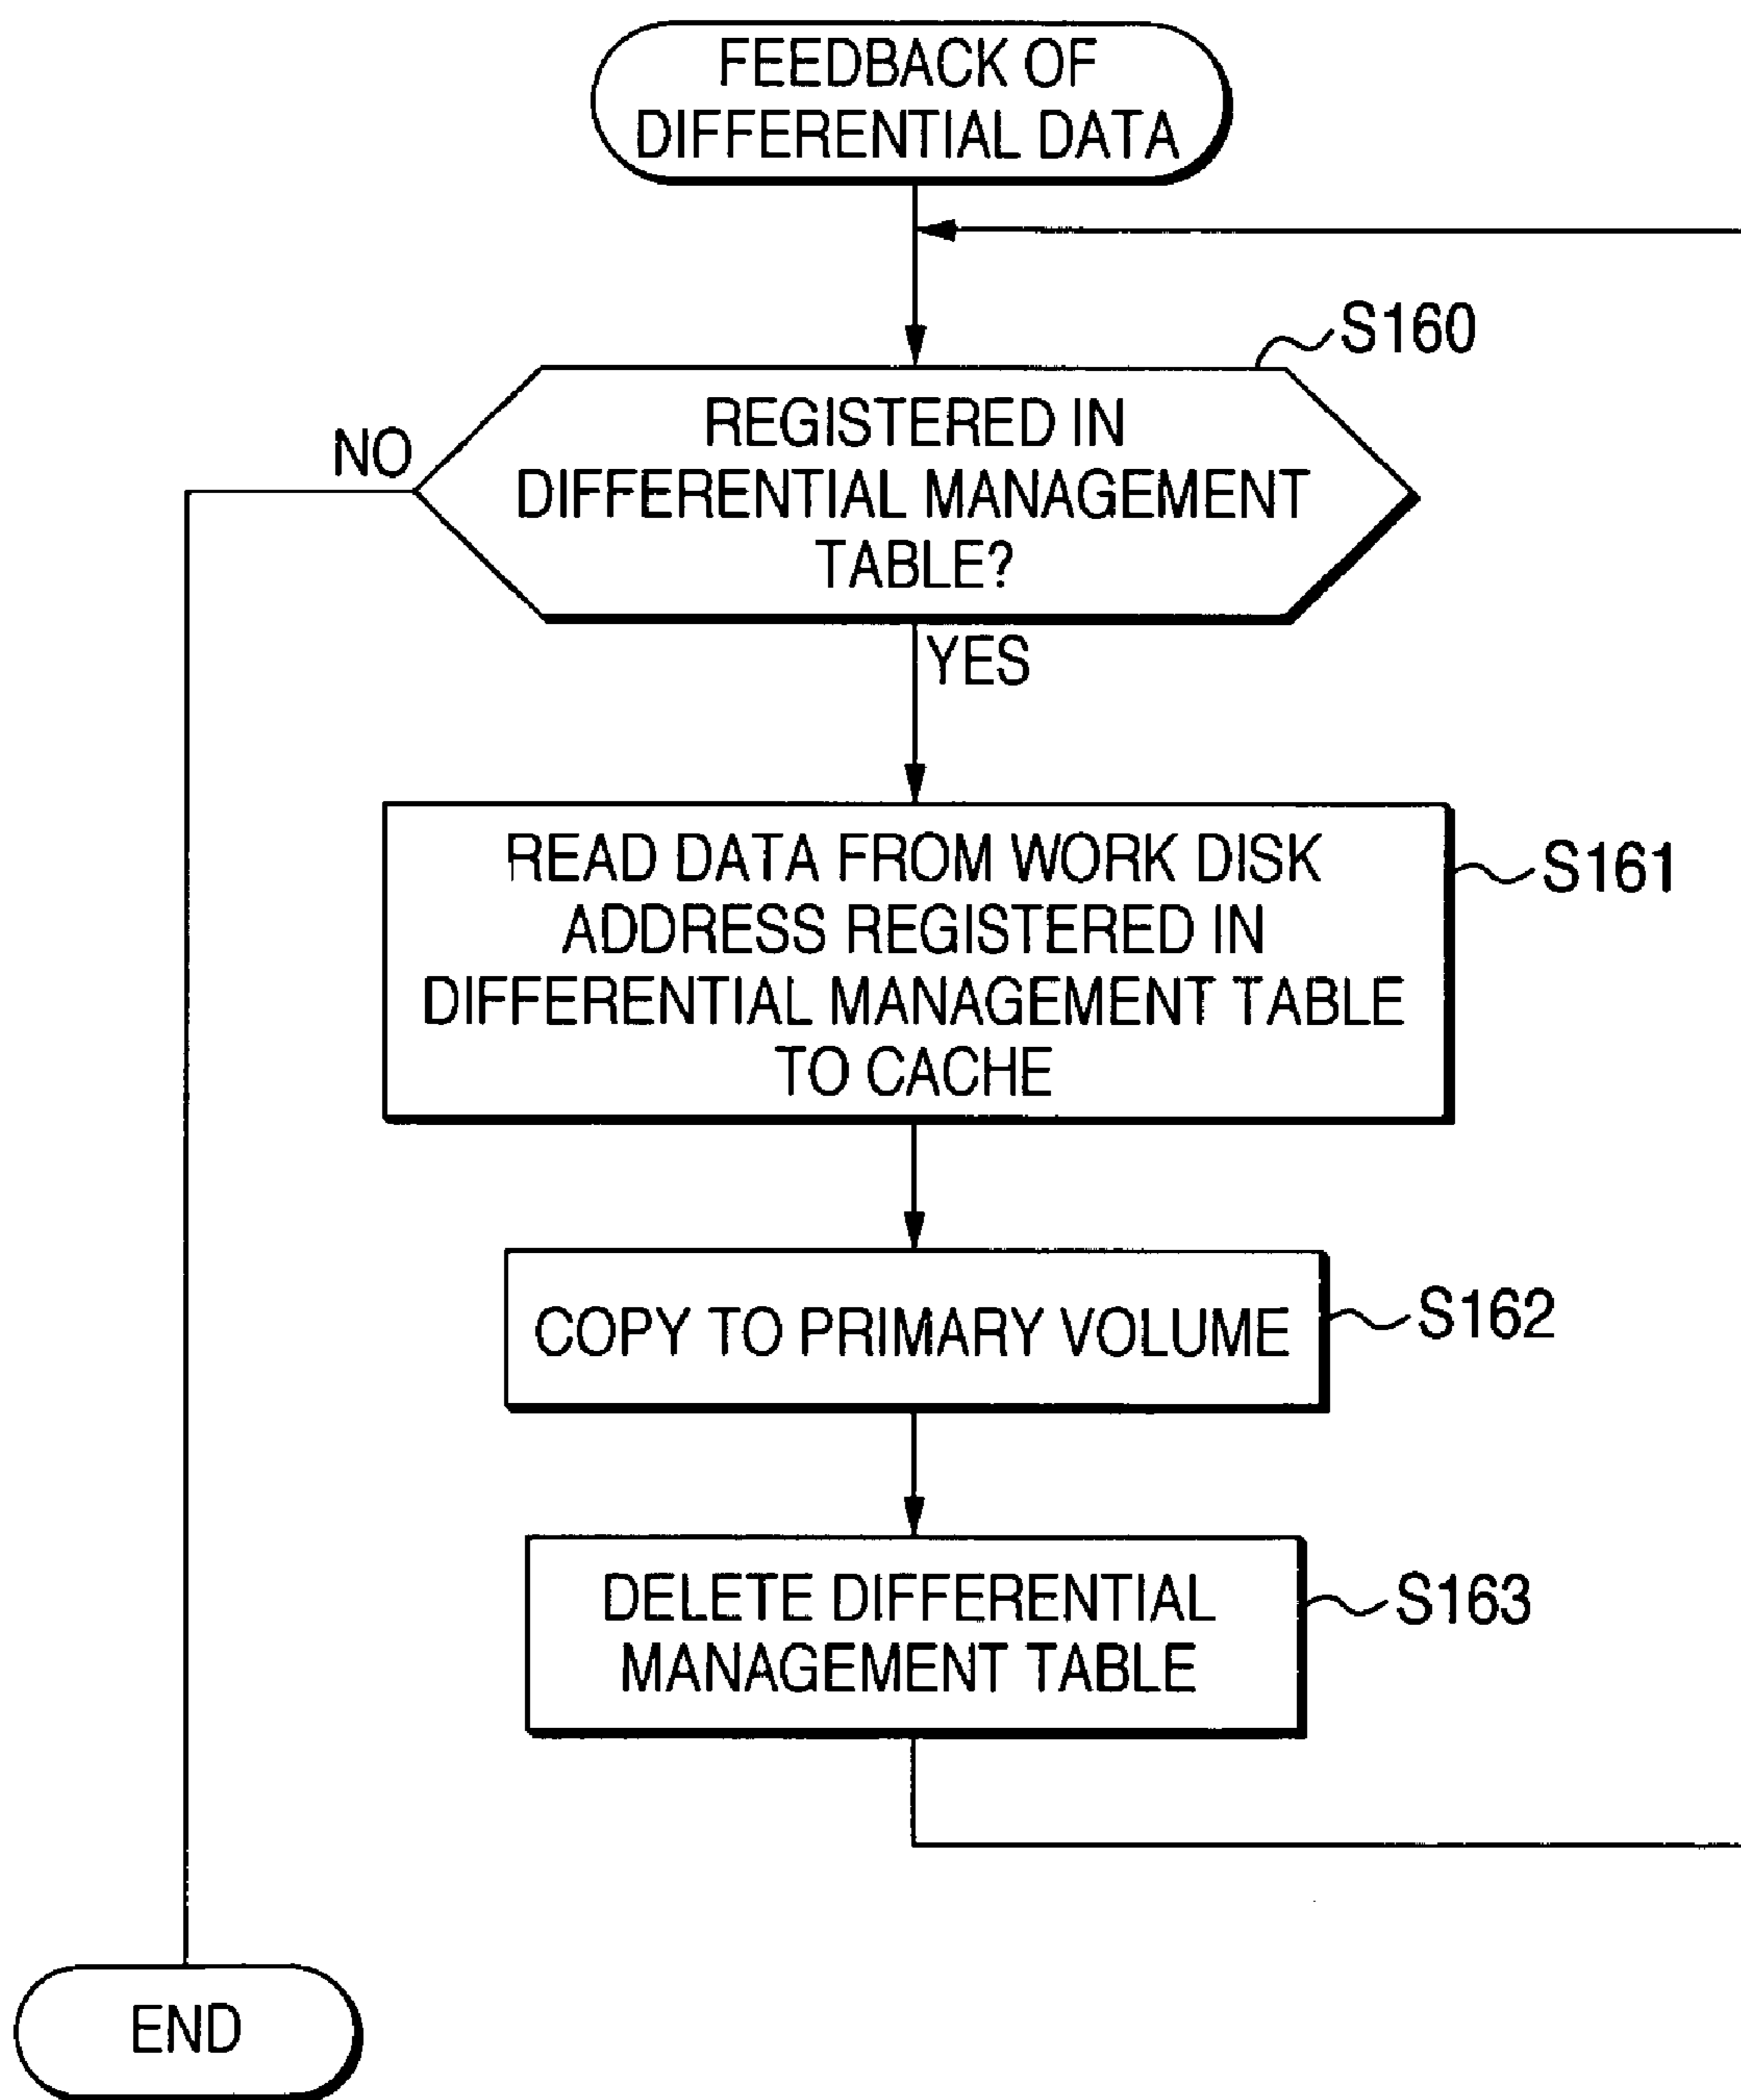 FEEDBACK OF
DIFFERENTIAL DATA
S160
REGISTERED IN
DIFFERENTIAL MANAGEMENT
TABLE?
NO
YES
READ DATA FROM WORK DISK
ADDRESS REGISTERED IN
DIFFERENTIAL MANAGEMENT TABLE
TO CACHE
S161
COPY TO PRIMARY VOLUME
S162
DELETE DIFFERENTIAL
MANAGEMENT TABLE
S163
END